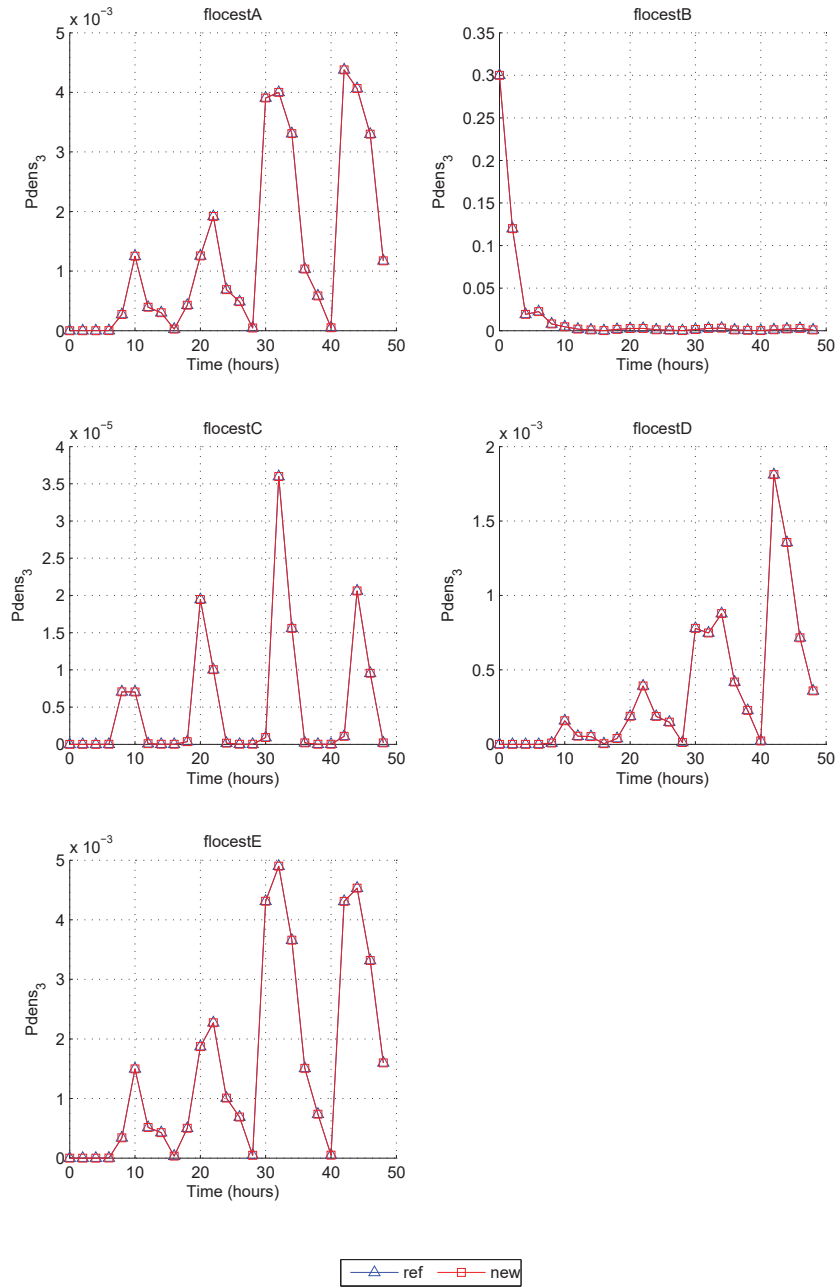 flocestA
x 10⁻³
5
4
3
2
1
0
Pdens₃
0 10 20 30 40 50
Time (hours)
flocestB
0.35
0.3
0.25
0.2
0.15
0.1
0.05
0
Pdens₃
0 10 20 30 40 50
Time (hours)
flocestC
x 10⁻⁵
4
3.5
3
2.5
2
1.5
1
0.5
0
Pdens₃
0 10 20 30 40 50
Time (hours)
flocestD
x 10⁻³
2
1.5
1
0.5
0
Pdens₃
0 10 20 30 40 50
Time (hours)
flocestE
x 10⁻³
5
4
3
2
1
0
Pdens₃
0 10 20 30 40 50
Time (hours)
ref new